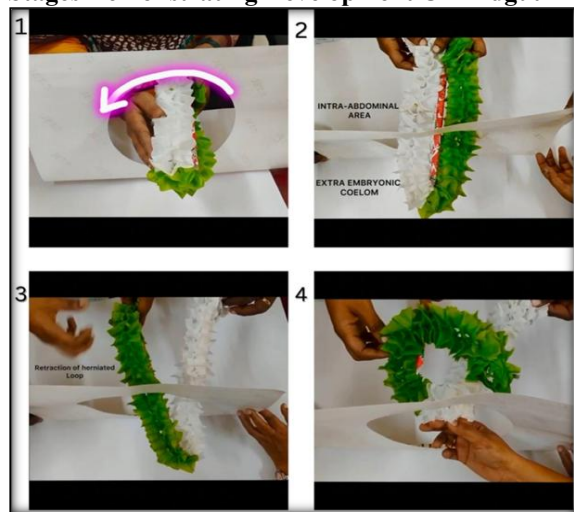 1
2
INTRA-ABDOMINAL
AREA
EXTRA EMBRYONIC
COELOM
3
Retraction of herniated
Loop
4